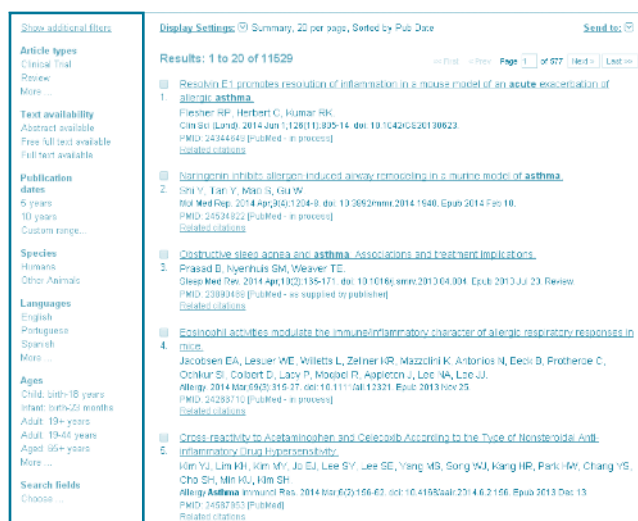 Show additional filters
Article types
Clinical Trial
Review
More ...
Text availability
Abstract available
Free full text available
Full text available
Publication
dates
5 years
10 years
Custom range...
Species
Humans
Other Animals
Languages
English
Portuguese
Spanish
More ...
Ages
Child: birth-18 years
Infant: birth-23 months
Adult: 19+ years
Adult: 19-44 years
Aged: 65+ years
More ...
Search fields
Choose ...
Display Settings: Summary, 20 per page, Sorted by Pub Date
Send to:
Results: 1 to 20 of 11529
<< First < Prev Page 1 of 577 Next > Last >>
Resolvin E1 promotes resolution of inflammation in a mouse model of an acute exacerbation of
1. allergic asthma.
Flesher RP, Herbert C, Kumar RK.
Clin Sci (Lond). 2014 Jun 1;126(11):805-14. doi: 10.1042/CS20130623.
PMID: 24344649 [PubMed - in process]
Related citations
Naringenin inhibits allergen-induced airway remodeling in a murine model of asthma.
2. Shi Y, Tan Y, Mao S, Gu W.
Mol Med Rep. 2014 Apr;9(4):1204-8. doi: 10.3892/mmr.2014.1940. Epub 2014 Feb 10.
PMID: 24534822 [PubMed - in process]
Related citations
Obstructive sleep apnea and asthma: Associations and treatment implications.
3. Prasad B, Nyenhuis SM, Weaver TE.
Sleep Med Rev. 2014 Apr;18(2):165-171. doi: 10.1016/j.smrv.2013.04.004. Epub 2013 Jul 23. Review.
PMID: 23890469 [PubMed - as supplied by publisher]
Related citations
Eosinophil activities modulate the immune/inflammatory character of allergic respiratory responses in
4. mice.
Jacobsen EA, Lesuer WE, Willetts L, Zellner KR, Mazzolini K, Antonios N, Beck B, Protheroe C,
Ochkur SI, Colbert D, Lacy P, Moqbel R, Appleton J, Lee NA, Lee JJ.
Allergy. 2014 Mar;69(3):315-27. doi: 10.1111/all.12321. Epub 2013 Nov 25.
PMID: 24266710 [PubMed - in process]
Related citations
Cross-reactivity to Acetaminophen and Celecoxib According to the Type of Nonsteroidal Anti-
5. inflammatory Drug Hypersensitivity.
Kim YJ, Lim KH, Kim MY, Jo EJ, Lee SY, Lee SE, Yang MS, Song WJ, Kang HR, Park HW, Chang YS,
Cho SH, Min KU, Kim SH.
Allergy Asthma Immunol Res. 2014 Mar;6(2):156-62. doi: 10.4168/aair.2014.6.2.156. Epub 2013 Dec 13.
PMID: 24587953 [PubMed]
Related citations